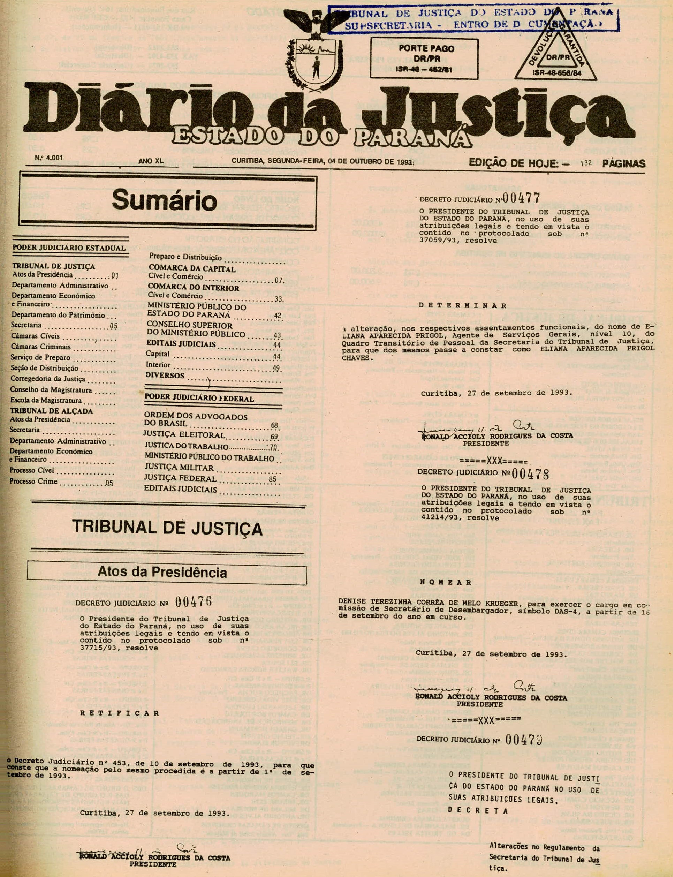 TRIBUNAL DE JUSTIÇA DO ESTADO DO PARANÁ
SUBSECRETARIA - CENTRO DE DOCUMENTAÇÃO
PORTE PAGO
DR/PR
ISR-48 - 462/81
DEVOLUÇÃO GARANTIDA
DR/PR
ISR-48-656/84
Diário da Justiça
ESTADO DO PARANÁ
N.º 4.001 ANO XL CURITIBA, SEGUNDA-FEIRA, 04 DE OUTUBRO DE 1993 EDIÇÃO DE HOJE: - 132 PÁGINAS
Sumário
PODER JUDICIÁRIO ESTADUAL
TRIBUNAL DE JUSTIÇA
Atos da Presidência ........ 01
Departamento Administrativo ..
Departamento Econômico
e Financeiro ..........
Departamento do Patrimônio ..
Secretaria ..........
Câmaras Cíveis ..........
Câmaras Criminais ..........
Serviço de Preparo ..........
Seção de Distribuição ..........
Corregedoria da Justiça ..........
Conselho da Magistratura ..........
Escola da Magistratura ..........
TRIBUNAL DE ALÇADA
Atos da Presidência ..........
Secretaria ..........
Departamento Administrativo ..
Departamento Econômico
e Financeiro ..........
Processo Cível ..........
Processo Crime ..........
Preparo e Distribuição ..........
COMARCA DA CAPITAL
Cível e Comércio .......... 07.
COMARCA DO INTERIOR
Cível e Comércio .......... 33.
MINISTÉRIO PÚBLICO DO
ESTADO DO PARANÁ .......... 42
CONSELHO SUPERIOR
DO MINISTÉRIO PÚBLICO ..........
EDITAIS JUDICIAIS .......... 44
Capital .......... 44
Interior ..........
DIVERSOS
PODER JUDICIÁRIO FEDERAL
ORDEM DOS ADVOGADOS
DO BRASIL .......... 68
JUSTIÇA ELEITORAL .......... 69
JUSTIÇA DO TRABALHO .......... 70
MINISTÉRIO PÚBLICO DO TRABALHO ..
JUSTIÇA MILITAR ..........
JUSTIÇA FEDERAL ..........
EDITAIS JUDICIAIS ..........
TRIBUNAL DE JUSTIÇA
Atos da Presidência
DECRETO JUDICIÁRIO Nº 00476
O Presidente do Tribunal de Justiça
do Estado do Paraná, no uso de suas
atribuições legais e tendo em vista o
contido no protocolado sob nº
37715/93, resolve
R E T I F I C A R
o Decreto Judiciário nº 453, de 10 de setembro de 1993, para que
conste que a nomeação pelo mesmo procedida é a partir de 1º de se-
tembro de 1993.
Curitiba, 27 de setembro de 1993.
RONALD ACCIOLY RODRIGUES DA COSTA
PRESIDENTE
DECRETO JUDICIÁRIO Nº 00477
O PRESIDENTE DO TRIBUNAL DE JUSTIÇA
DO ESTADO DO PARANÁ, no uso de suas
atribuições legais e tendo em vista o
contido no protocolado sob nº
37059/93, resolve
D E T E R M I N A R
a alteração, nos respectivos assentamentos funcionais, do nome de E-
LIANA APARECIDA PRIGOL, Agente de Serviços Gerais, nível 10, do
Quadro Transitório de Pessoal da Secretaria do Tribunal de Justiça,
para que nos mesmos passe a constar como ELIANA APARECIDA PRIGOL
CHAVES.
Curitiba, 27 de setembro de 1993.
RONALD ACCIOLY RODRIGUES DA COSTA
PRESIDENTE
=====XXX=====
DECRETO JUDICIÁRIO Nº 00478
O PRESIDENTE DO TRIBUNAL DE JUSTIÇA
DO ESTADO DO PARANÁ, no uso de suas
atribuições legais e tendo em vista o
contido no protocolado sob nº
41214/93, resolve
N O M E A R
DENISE TEREZINHA CORRÊA DE MELO KRUEGER, para exercer o cargo em co-
missão de Secretário de Desembargador, símbolo DAS-4, a partir de 16
de setembro do ano em curso.
Curitiba, 27 de setembro de 1993.
RONALD ACCIOLY RODRIGUES DA COSTA
PRESIDENTE
=====XXX=====
DECRETO JUDICIÁRIO Nº 00479
O PRESIDENTE DO TRIBUNAL DE JUSTI
ÇA DO ESTADO DO PARANÁ NO USO DE
SUAS ATRIBUIÇÕES LEGAIS.
D E C R E T A
Alterações no Regulamento da
Secretaria do Tribunal de Jus
tiça.